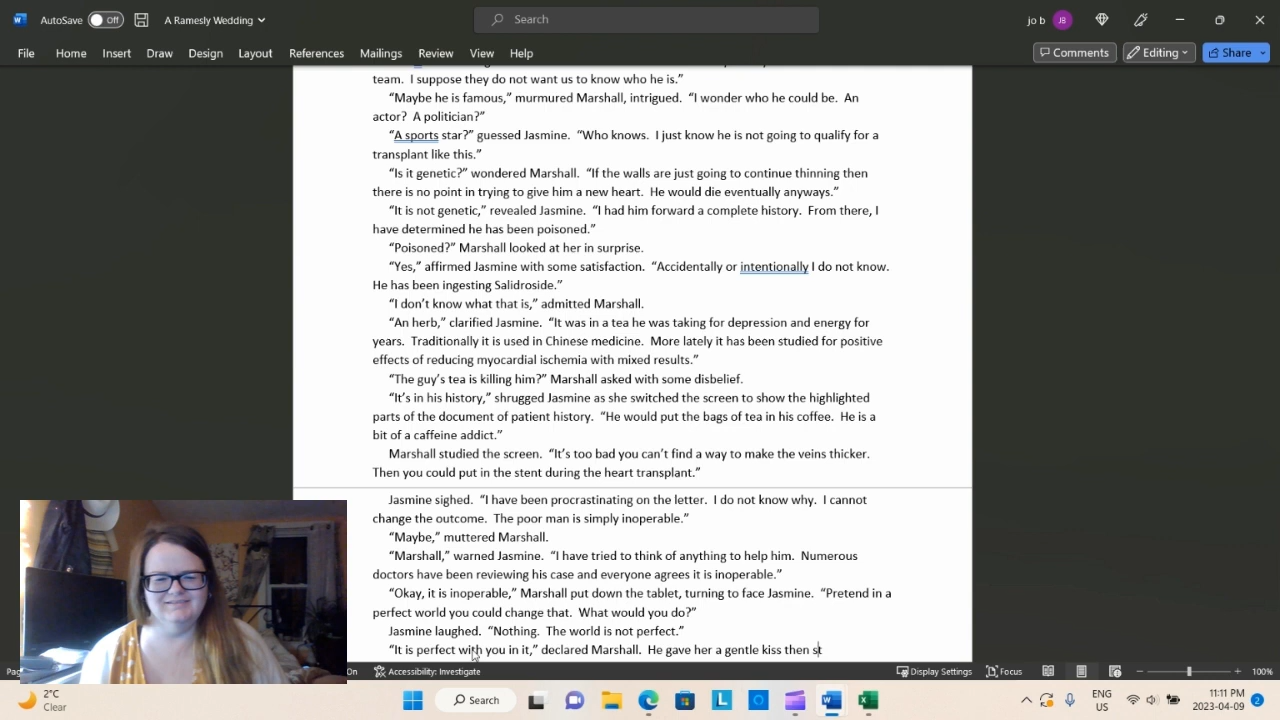 AutoSave Off A Ramesly Wedding Search jo b JB
File Home Insert Draw Design Layout References Mailings Review View Help Comments Editing Share
team. I suppose they do not want us to know who he is.”
“Maybe he is famous,” murmured Marshall, intrigued. “I wonder who he could be. An
actor? A politician?”
“A sports star?” guessed Jasmine. “Who knows. I just know he is not going to qualify for a
transplant like this.”
“Is it genetic?” wondered Marshall. “If the walls are just going to continue thinning then
there is no point in trying to give him a new heart. He would die eventually anyways.”
“It is not genetic,” revealed Jasmine. “I had him forward a complete history. From there, I
have determined he has been poisoned.”
“Poisoned?” Marshall looked at her in surprise.
“Yes,” affirmed Jasmine with some satisfaction. “Accidentally or intentionally I do not know.
He has been ingesting Salidroside.”
“I don’t know what that is,” admitted Marshall.
“An herb,” clarified Jasmine. “It was in a tea he was taking for depression and energy for
years. Traditionally it is used in Chinese medicine. More lately it has been studied for positive
effects of reducing myocardial ischemia with mixed results.”
“The guy’s tea is killing him?” Marshall asked with some disbelief.
“It’s in his history,” shrugged Jasmine as she switched the screen to show the highlighted
parts of the document of patient history. “He would put the bags of tea in his coffee. He is a
bit of a caffeine addict.”
Marshall studied the screen. “It’s too bad you can’t find a way to make the veins thicker.
Then you could put in the stent during the heart transplant.”
Jasmine sighed. “I have been procrastinating on the letter. I do not know why. I cannot
change the outcome. The poor man is simply inoperable.”
“Maybe,” muttered Marshall.
“Marshall,” warned Jasmine. “I have tried to think of anything to help him. Numerous
doctors have been reviewing his case and everyone agrees it is inoperable.”
“Okay, it is inoperable,” Marshall put down the tablet, turning to face Jasmine. “Pretend in a
perfect world you could change that. What would you do?”
Jasmine laughed. “Nothing. The world is not perfect.”
“It is perfect with you in it,” declared Marshall. He gave her a gentle kiss then st
Accessibility: Investigate Display Settings Focus 100%
2°C
Clear
Search
ENG
US
11:11 PM
2023-04-09
2